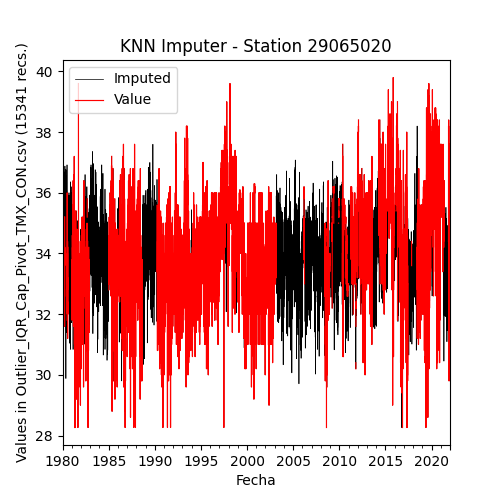 KNN Imputer - Station 29065020
Values in Outlier_IQR_Cap_Pivot_TMX_CON.csv (15341 recs.)
40
38
36
34
32
30
28
Imputed
Value
1980 1985 1990 1995 2000 2005 2010 2015 2020
Fecha